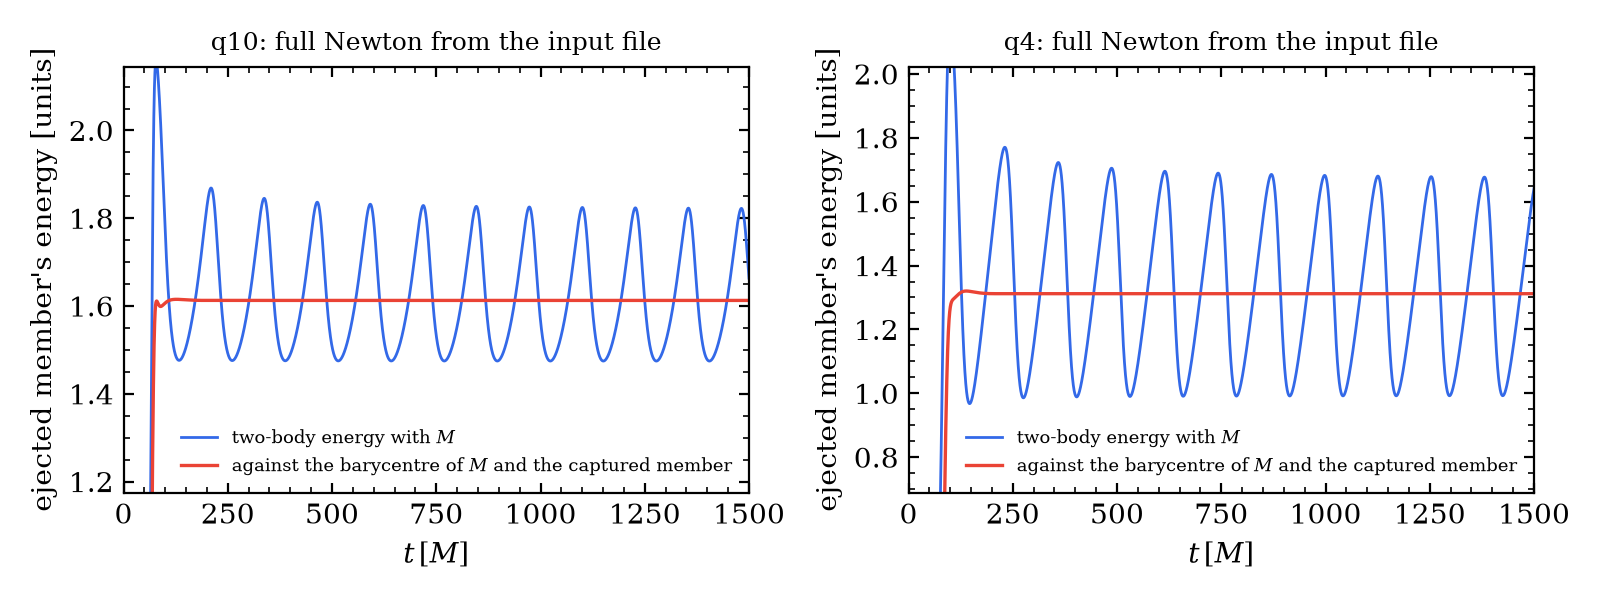 q10: full Newton from the input file
ejected member's energy [units]
2.0
1.8
1.6
1.4
1.2
two-body energy with M
against the barycentre of M and the captured member
0 250 500 750 1000 1250 1500
t [M]
q4: full Newton from the input file
ejected member's energy [units]
2.0
1.8
1.6
1.4
1.2
1.0
0.8
two-body energy with M
against the barycentre of M and the captured member
0 250 500 750 1000 1250 1500
t [M]